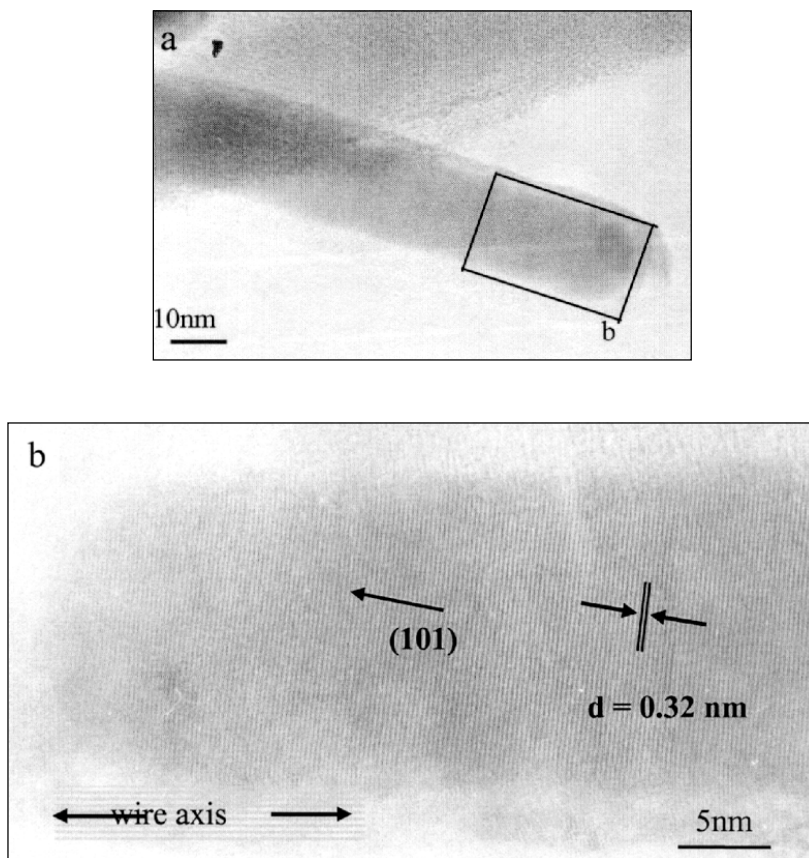 a
10nm
b
b
(101)
d = 0.32 nm
wire axis
5nm